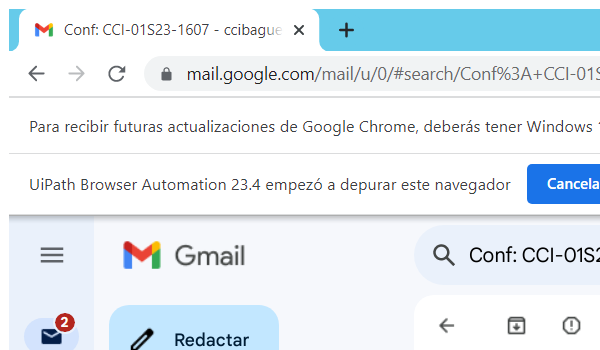 Conf: CCI-01S23-1607 - ccibague
mail.google.com/mail/u/0/#search/Conf%3A+CCI-01S
Para recibir futuras actualizaciones de Google Chrome, deberás tener Windows 1
UiPath Browser Automation 23.4 empezó a depurar este navegador
Cancela
Gmail
Conf: CCI-01S2
2
Redactar